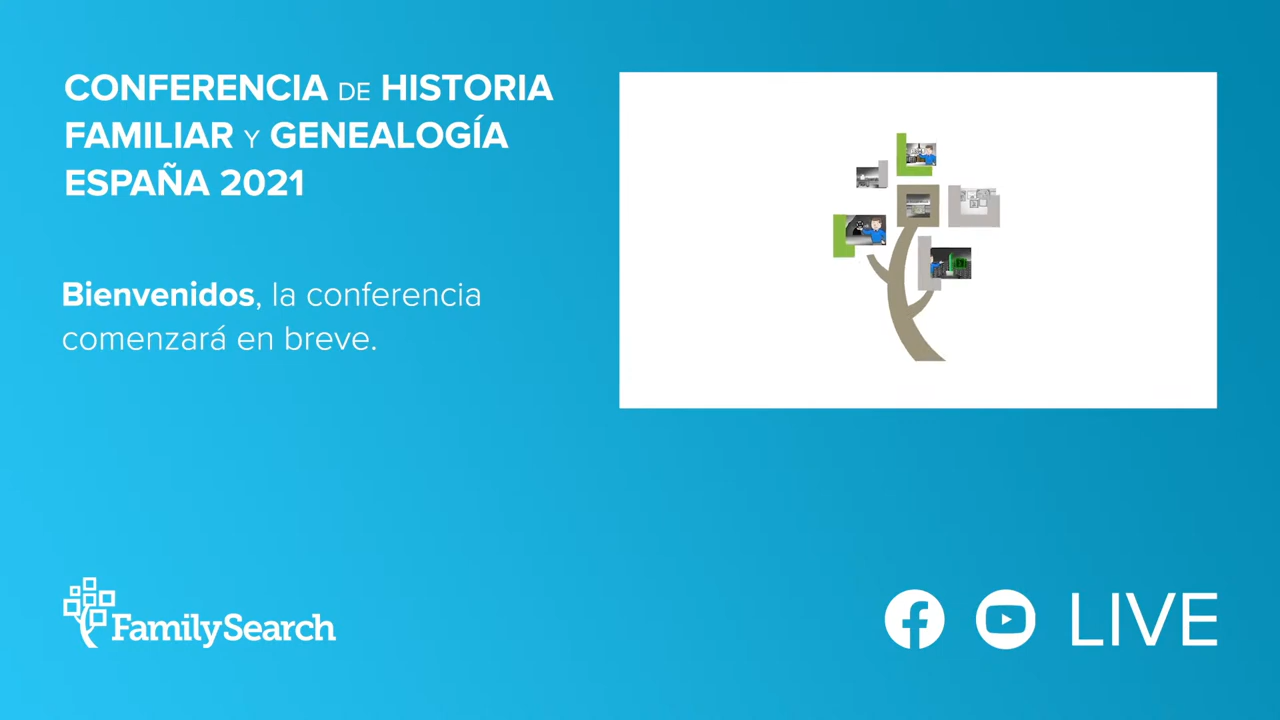 CONFERENCIA DE HISTORIA
FAMILIAR Y GENEALOGÍA
ESPAÑA 2021
Bienvenidos, la conferencia
comenzará en breve.
FamilySearch
LIVE